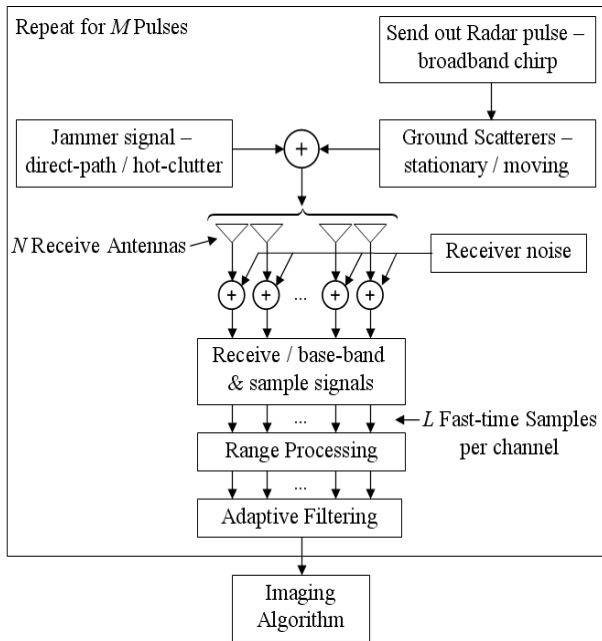 Repeat for M Pulses
Send out Radar pulse –
broadband chirp
Jammer signal –
direct-path / hot-clutter
+
Ground Scatterers –
stationary / moving
N Receive Antennas
Receiver noise
+ + ... + +
Receive / base-band
& sample signals
...
L Fast-time Samples
per channel
Range Processing
...
Adaptive Filtering
Imaging
Algorithm